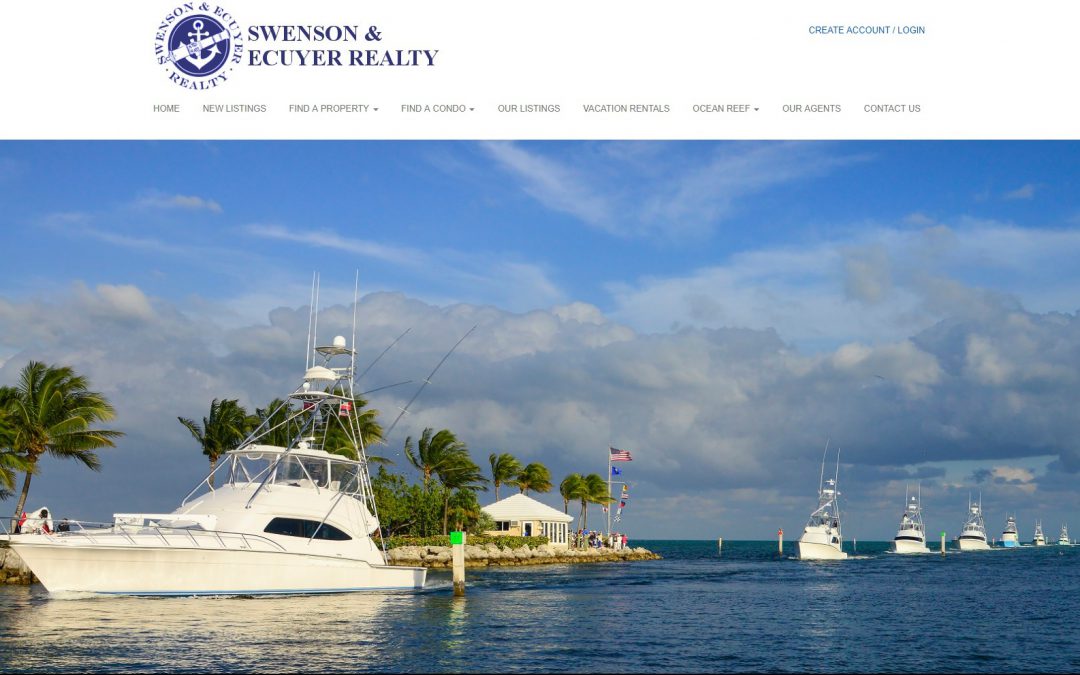 SWENSON & ECUYER
REALTY
SWENSON &
ECUYER REALTY
CREATE ACCOUNT / LOGIN
HOME NEW LISTINGS FIND A PROPERTY FIND A CONDO OUR LISTINGS VACATION RENTALS OCEAN REEF OUR AGENTS CONTACT US